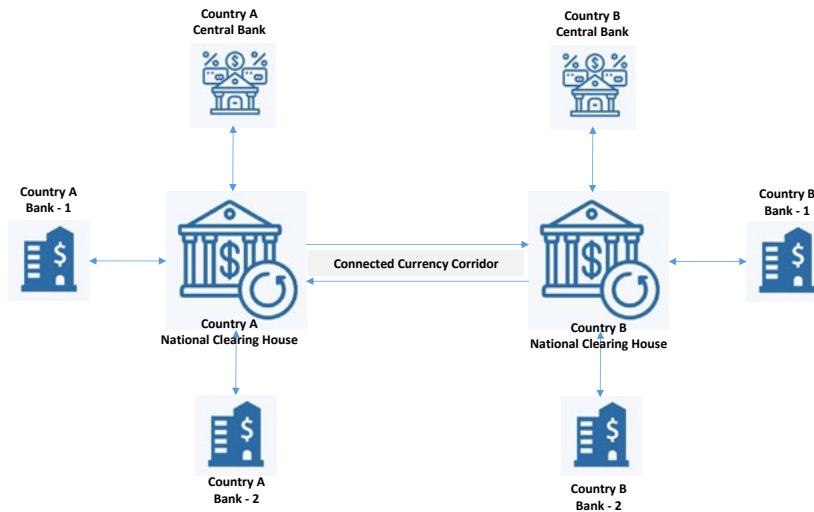 Country A
Central Bank
Country B
Central Bank
Country A
Bank - 1
Country B
Bank - 1
Connected Currency Corridor
Country A
National Clearing House
Country B
National Clearing House
Country A
Bank - 2
Country B
Bank - 2